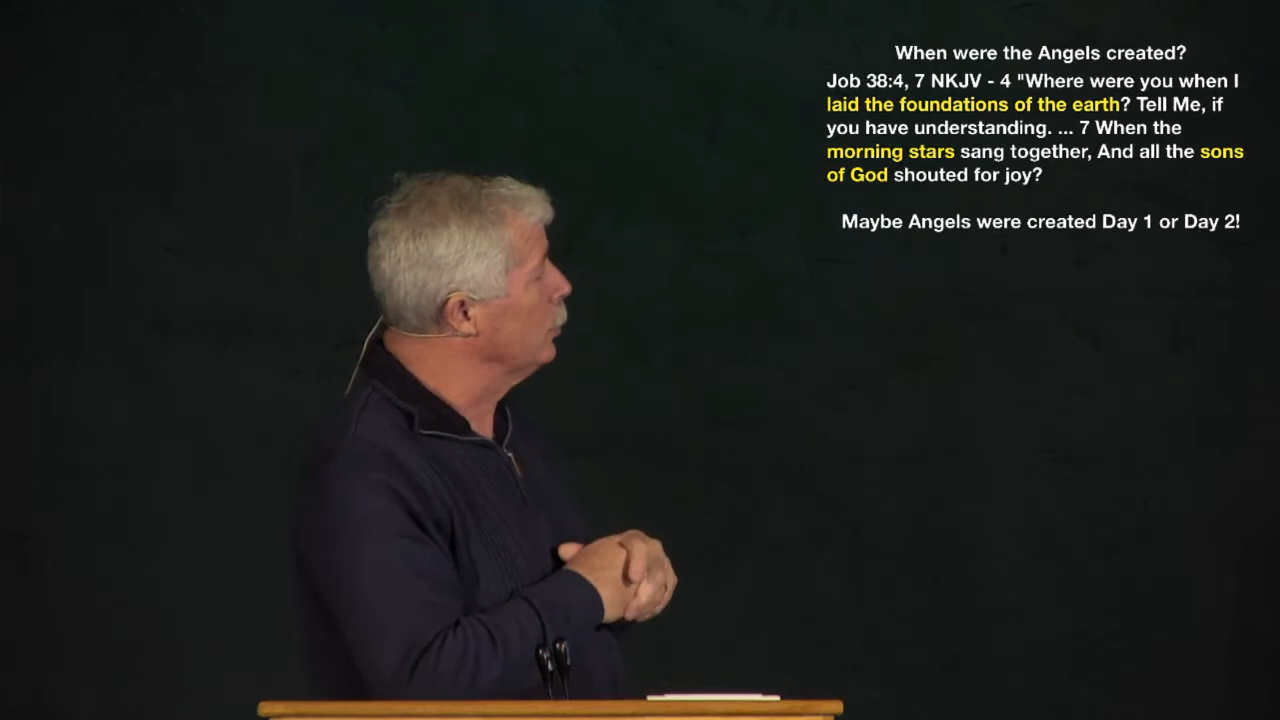 When were the Angels created?
Job 38:4, 7 NKJV - 4 "Where were you when I
laid the foundations of the earth? Tell Me, if
you have understanding. ... 7 When the
morning stars sang together, And all the sons
of God shouted for joy?
Maybe Angels were created Day 1 or Day 2!